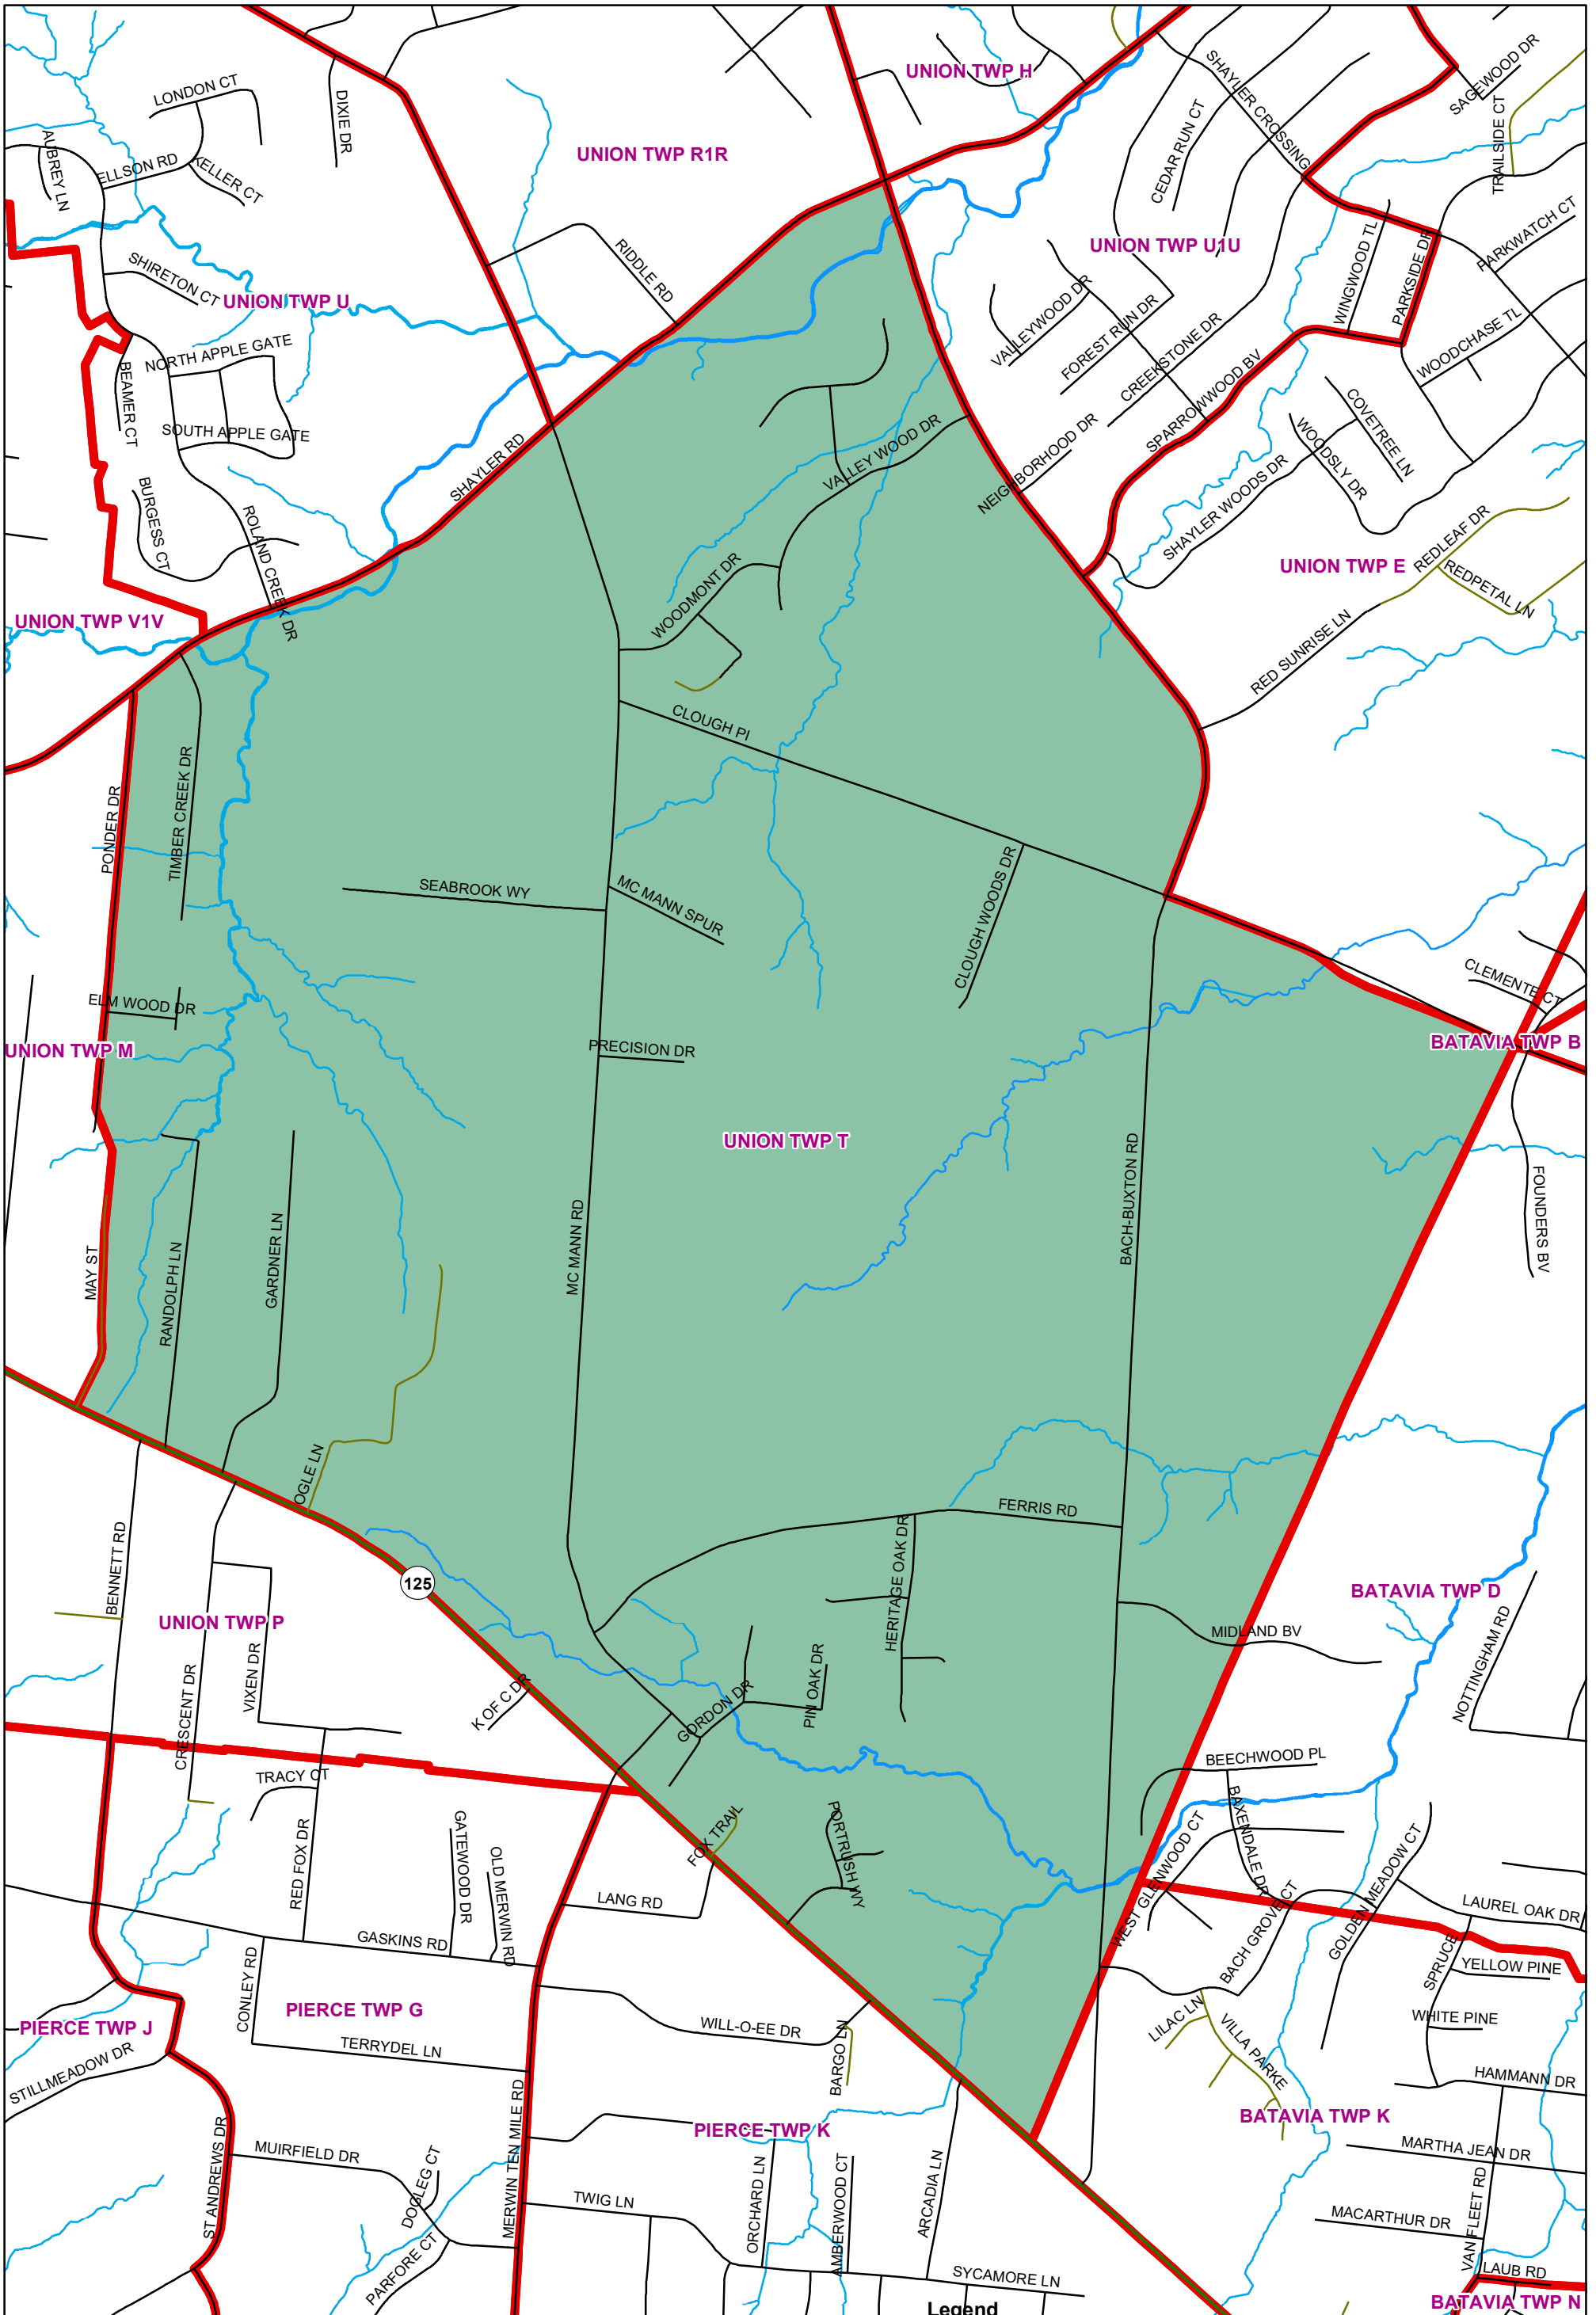 UNION TWP H
SHAYLER CROSSING
SAGEWOOD DR
LONDON CT
DIXIE DR
TRAILSIDE CT
CEDAR RUN CT
UNION TWP R1R
AUBREY LN
ELLSON RD
KELLER CT
PARKWATCH CT
UNION TWP U1U
WINGWOOD TL
PARKSIDE DR
RIDDLE RD
SHIRETON CT
UNION TWP U
VALLEYWOOD DR
FOREST RUN DR
CREEKSTONE DR
WOODCHASE TL
NORTH APPLE GATE
BEAMER CT
SPARROWWOOD BV
COVETREE LN
SOUTH APPLE GATE
SHAYLER RD
VALLEY WOOD DR
NEIGHBORHOOD DR
WOODSLY DR
SHAYLER WOODS DR
BURGESS CT
ROLAND CREEK DR
REDLEAF DR
UNION TWP E
REDPETAL LN
WOODMONT DR
UNION TWP V1V
RED SUNRISE LN
CLOUGH PI
PONDER DR
TIMBER CREEK DR
SEABROOK WY
MC MANN SPUR
CLOUGH WOODS DR
CLEMENTE CT
ELM WOOD DR
UNION TWP M
PRECISION DR
BATAVIA TWP B
UNION TWP T
BACH-BUXTON RD
FOUNDERS BV
MC MANN RD
MAY ST
RANDOLPH LN
GARDNER LN
OGLE LN
FERRIS RD
HERITAGE OAK DR
BENNETT RD
125
BATAVIA TWP D
UNION TWP P
MIDLAND BV
NOTTINGHAM RD
CRESCENT DR
VIXEN DR
K OF C DR
GORDON DR
PIN OAK DR
BEECHWOOD PL
TRACY CT
BAXENDALE DR
RED FOX DR
GATEWOOD DR
OLD MERWIN RD
FOX TRAIL
PORTRUSH WY
WEST GLENWOOD CT
GOLDEN MEADOW CT
LANG RD
LAUREL OAK DR
BACH GROVE CT
GASKINS RD
CONLEY RD
SPRUCE
YELLOW PINE
PIERCE TWP G
WILL-O-EE DR
LILAC LN
VILLA PARKE
WHITE PINE
PIERCE TWP J
TERRYDEL LN
BARGO LN
STILLMEADOW DR
HAMMANN DR
BATAVIA TWP K
PIERCE TWP K
MERWIN TEN MILE RD
ST ANDREWS DR
MUIRFIELD DR
DOGLEG CT
MARTHA JEAN DR
ORCHARD LN
AMBERWOOD CT
ARCADIA LN
TWIG LN
VAN FLEET RD
MACARTHUR DR
PARFORE CT
SYCAMORE LN
LAUB RD
BATAVIA TWP N
Legend